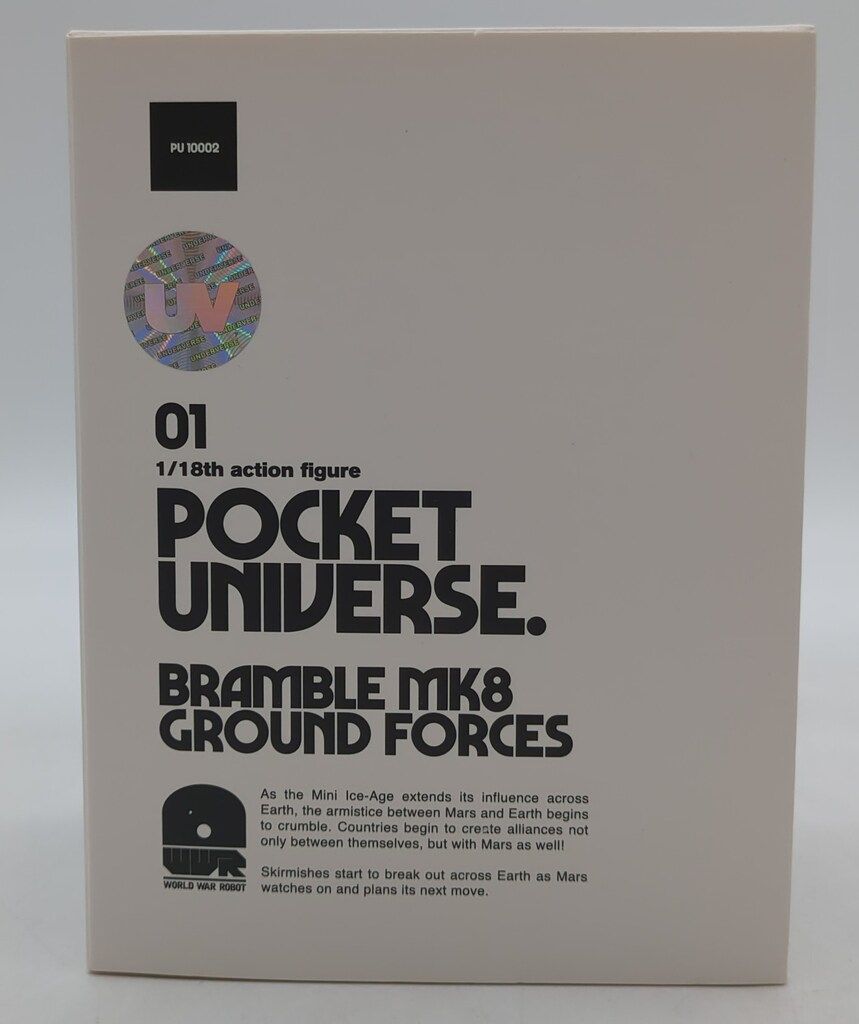 PU 10002
UNDERVERSE
UV
01
1/18th action figure
POCKET
UNIVERSE.
BRAMBLE MK8
GROUND FORCES
As the Mini Ice-Age extends its influence across
Earth, the armistice between Mars and Earth begins
to crumble. Countries begin to create alliances not
only between themselves, but with Mars as well!
Skirmishes start to break out across Earth as Mars
watches on and plans its next move.
WWR
WORLD WAR ROBOT